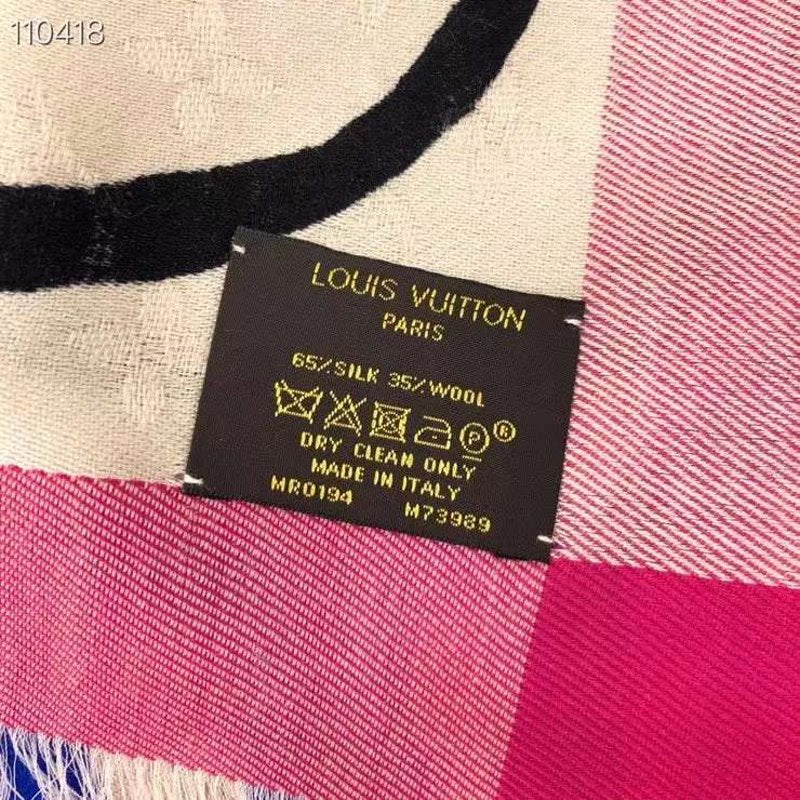 110418
LOUIS VUITTON
PARIS
65% SILK 35% WOOL
P ®
DRY CLEAN ONLY
MADE IN ITALY
MR0194 M73989